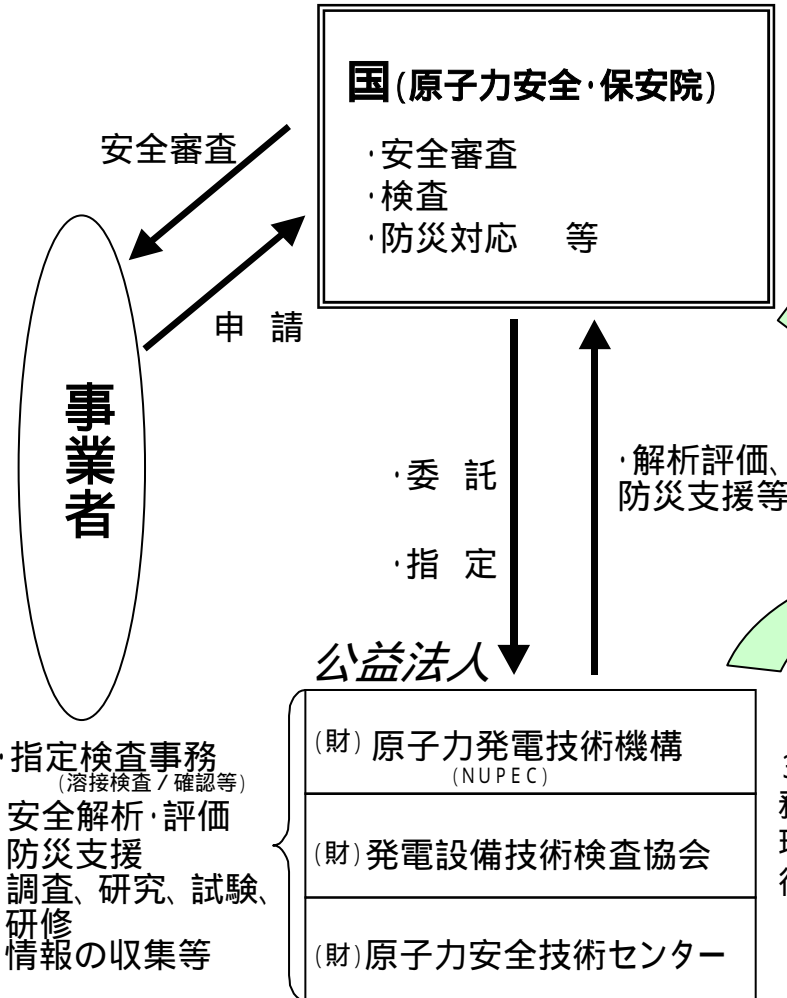 国(原子力安全・保安院)
・安全審査
・検査
・防災対応 等
安全審査
申 請
事業者
・委 託
・指 定
・解析評価、
防災支援等
公益法人
(財)原子力発電技術機構
(NUPEC)
(財)発電設備技術検査協会
(財)原子力安全技術センター
・指定検査事務
(溶接検査/確認等)
安全解析・評価
防災支援
調査、研究、試験、
研修
情報の収集等